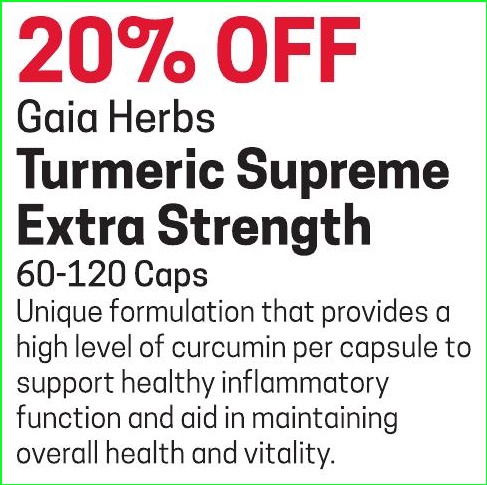 20% OFF
Gaia Herbs
Turmeric Supreme
Extra Strength
60-120 Caps
Unique formulation that provides a
high level of curcumin per capsule to
support healthy inflammatory
function and aid in maintaining
overall health and vitality.